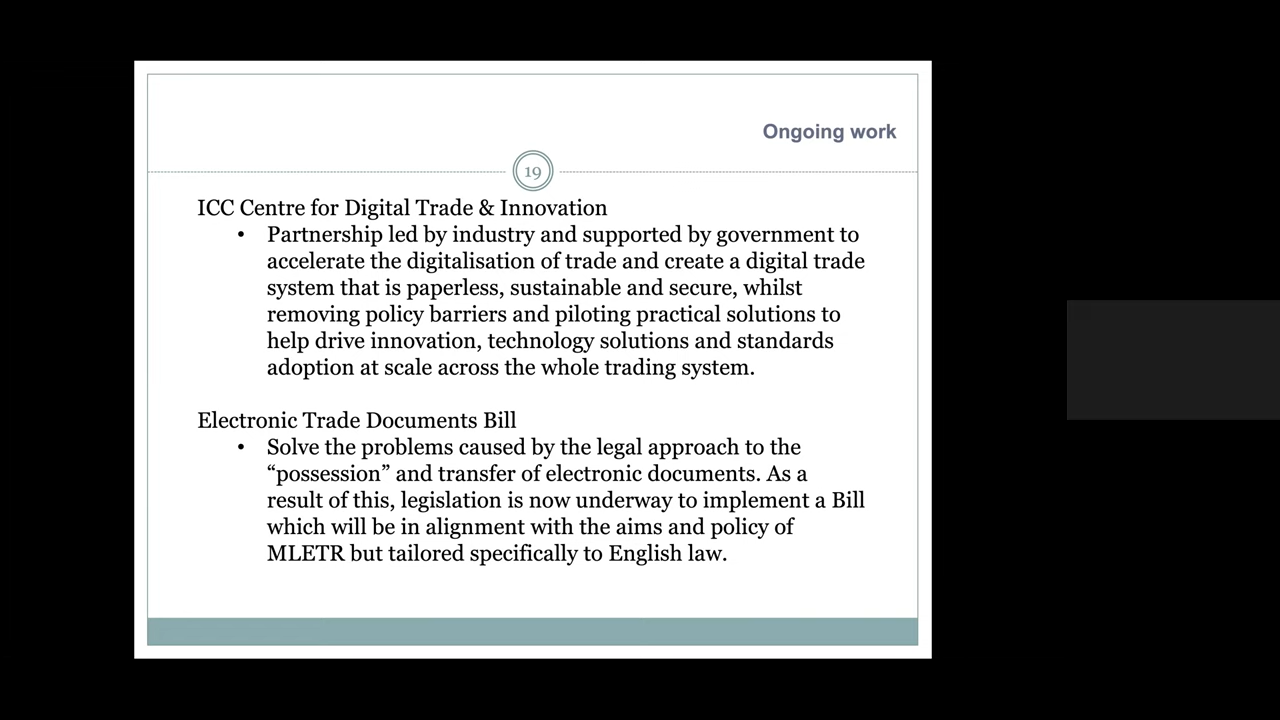 Ongoing work
19
ICC Centre for Digital Trade & Innovation
• Partnership led by industry and supported by government to
accelerate the digitalisation of trade and create a digital trade
system that is paperless, sustainable and secure, whilst
removing policy barriers and piloting practical solutions to
help drive innovation, technology solutions and standards
adoption at scale across the whole trading system.
Electronic Trade Documents Bill
• Solve the problems caused by the legal approach to the
“possession” and transfer of electronic documents. As a
result of this, legislation is now underway to implement a Bill
which will be in alignment with the aims and policy of
MLETR but tailored specifically to English law.